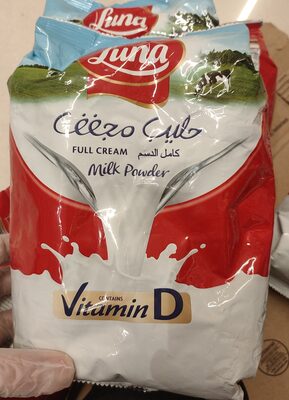 Luna
Luna
حليب مجفف
FULL CREAM كامل الدسم
Milk Powder
CONTAINS
Vitamin D